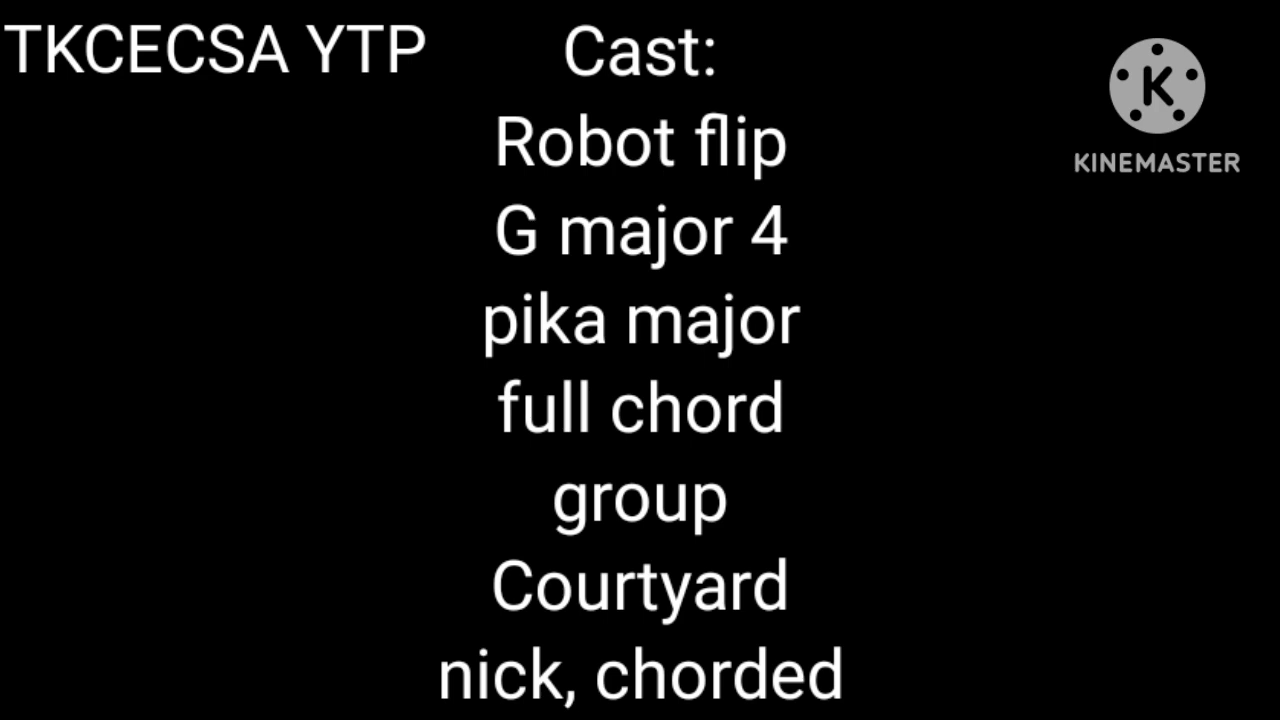 TKCECSA YTP
Cast:
Robot flip
G major 4
pika major
full chord
group
Courtyard
nick, chorded
K
KINEMASTER